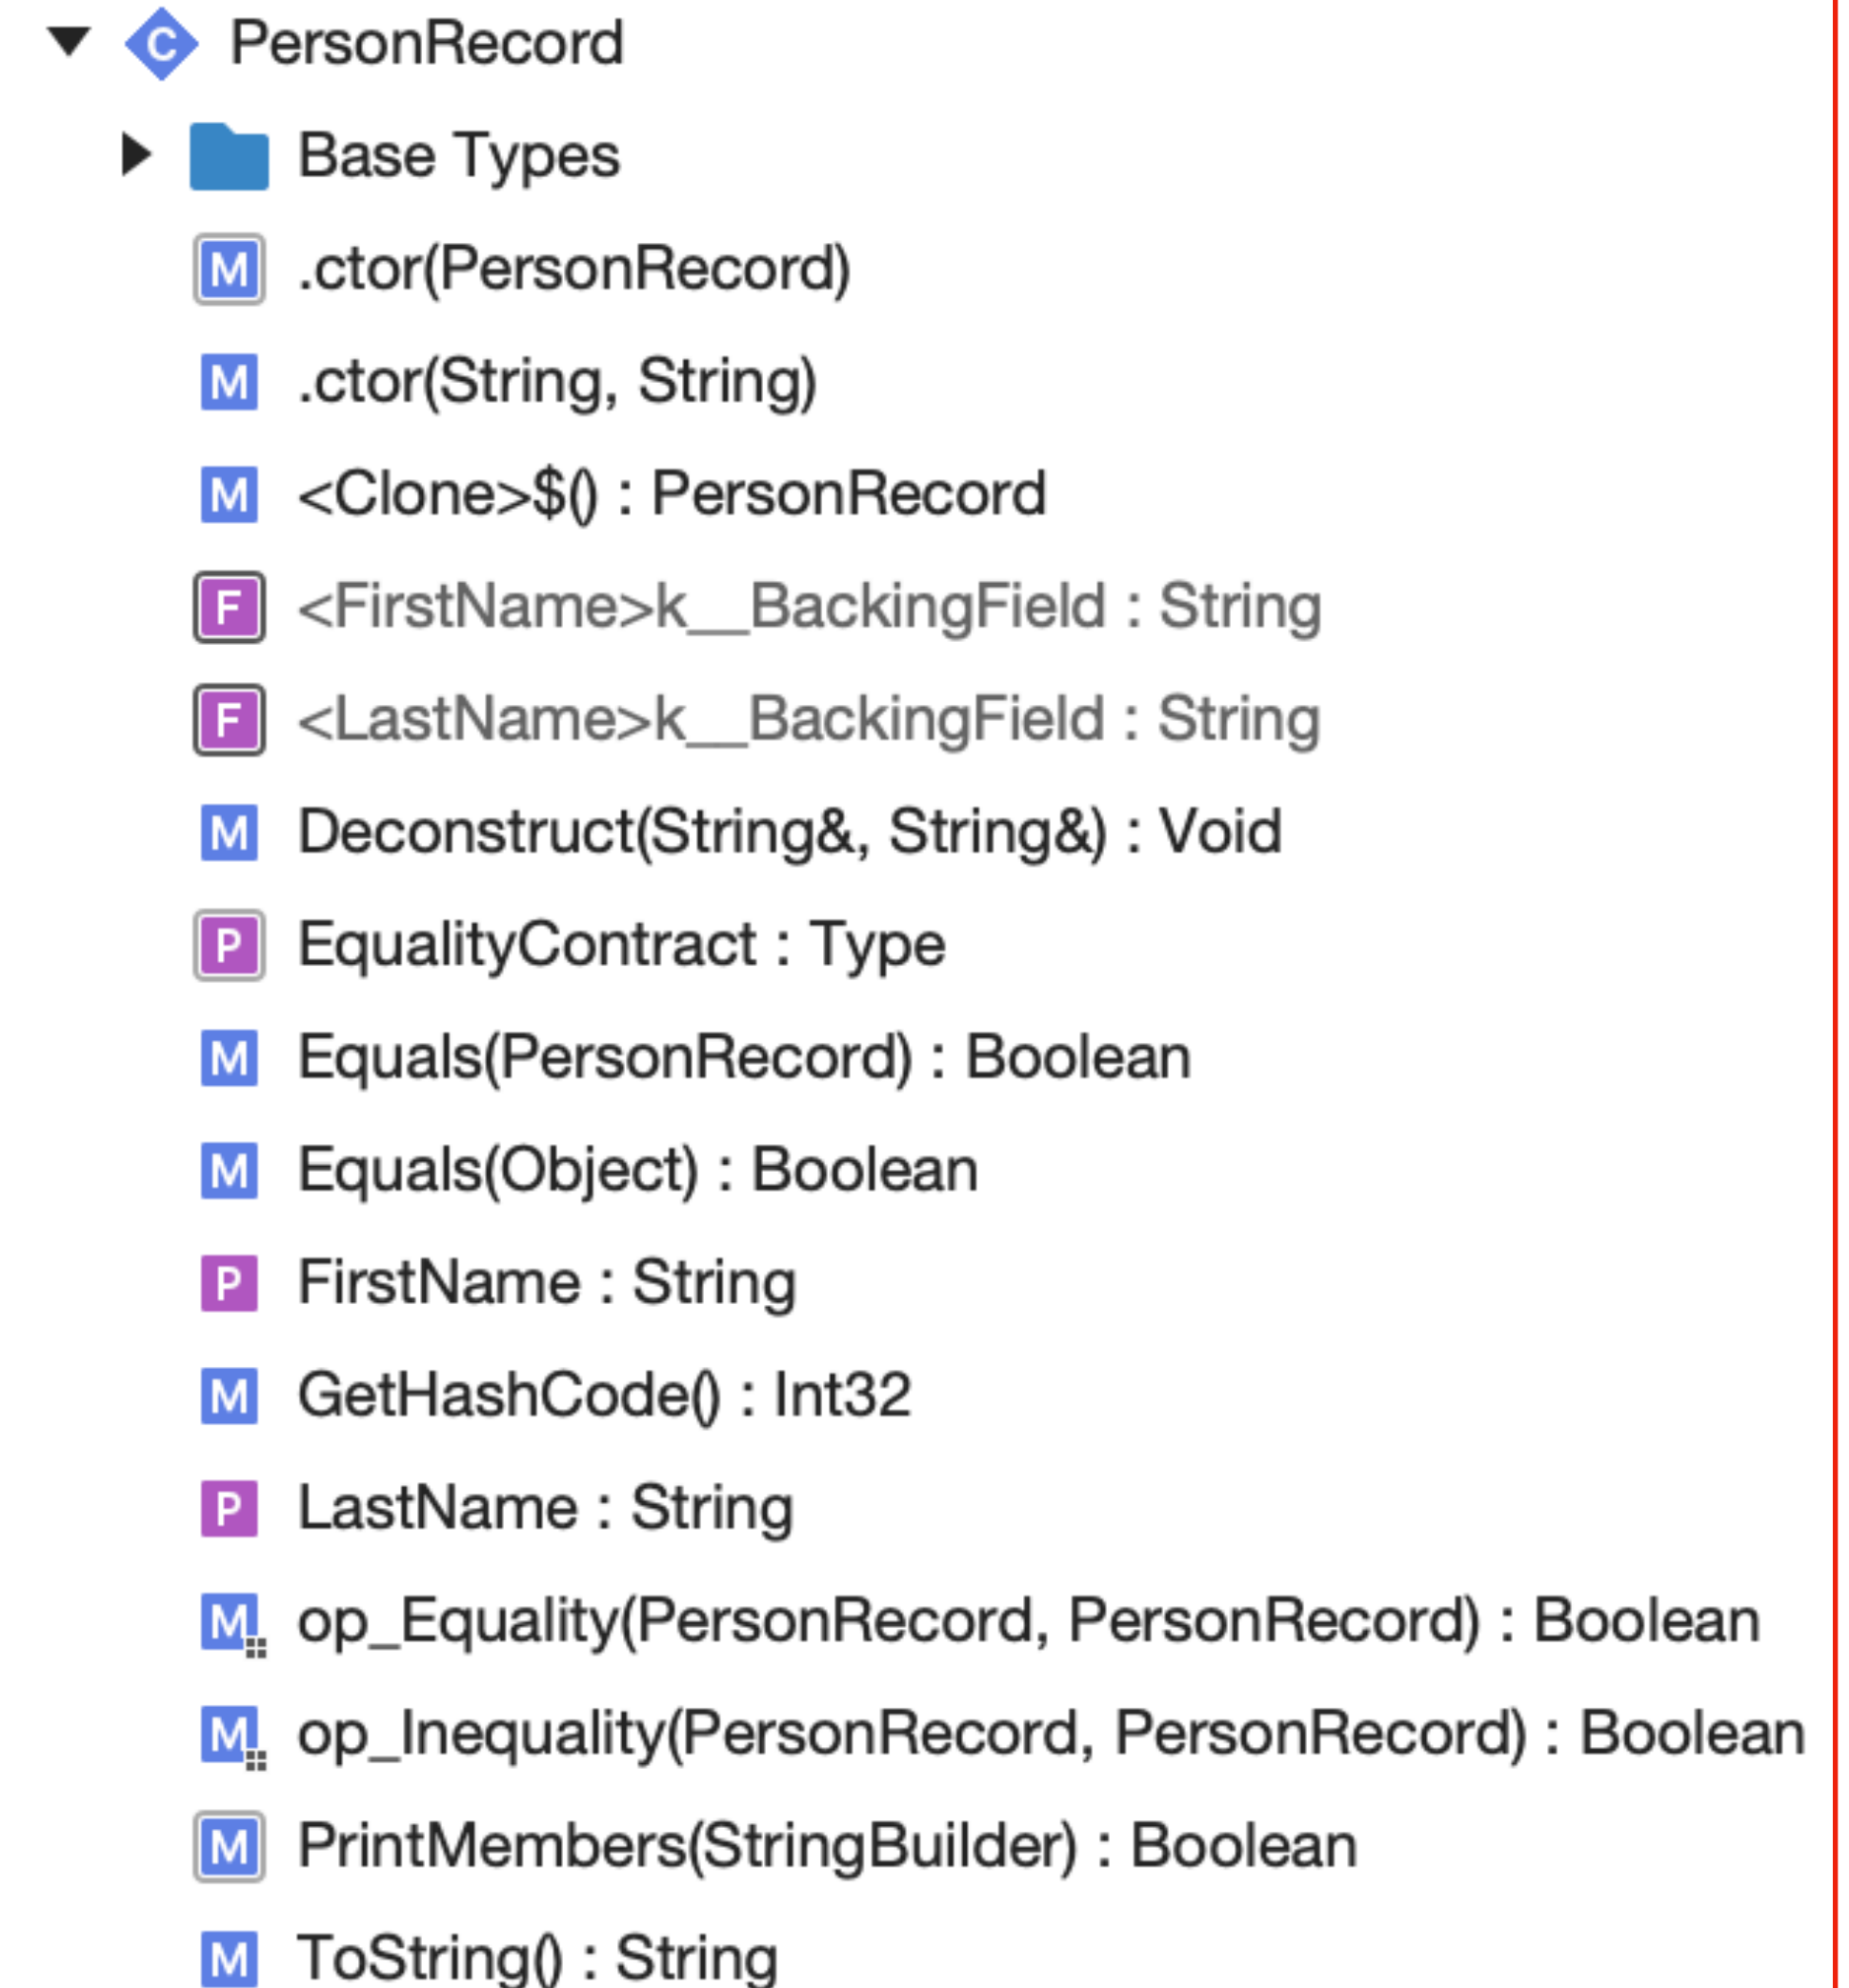 C PersonRecord
Base Types
M .ctor(PersonRecord)
M .ctor(String, String)
M <Clone>$() : PersonRecord
F <FirstName>k__BackingField : String
F <LastName>k__BackingField : String
M Deconstruct(String&, String&) : Void
P EqualityContract : Type
M Equals(PersonRecord) : Boolean
M Equals(Object) : Boolean
P FirstName : String
M GetHashCode() : Int32
P LastName : String
M op_Equality(PersonRecord, PersonRecord) : Boolean
M op_Inequality(PersonRecord, PersonRecord) : Boolean
M PrintMembers(StringBuilder) : Boolean
M ToString() : String